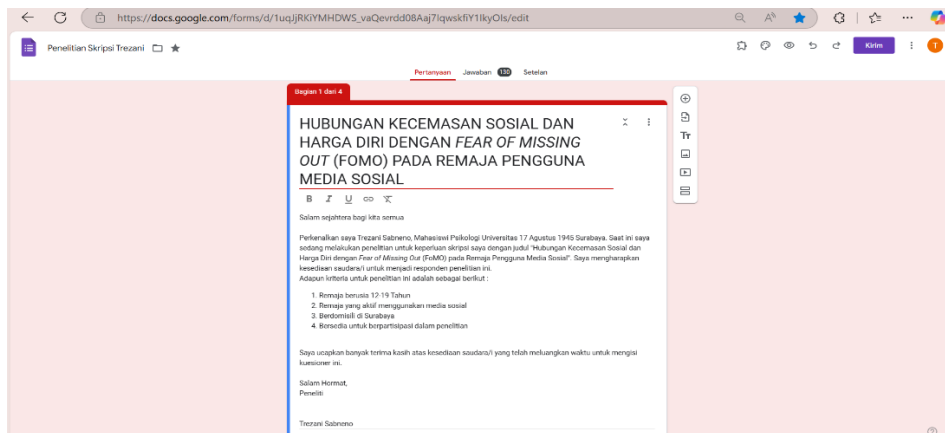 https://docs.google.com/forms/d/1uqJjRKiYMHDWS_vaQevrdd08Aaj7lqwskfiY1IkyOIs/edit
Penelitian Skripsi Trezani
Kirim
T
Pertanyaan Jawaban 130 Setelan
Bagian 1 dari 4
HUBUNGAN KECEMASAN SOSIAL DAN
HARGA DIRI DENGAN FEAR OF MISSING
OUT (FOMO) PADA REMAJA PENGGUNA
MEDIA SOSIAL
B I U
Tт
Salam sejahtera bagi kita semua
Perkenalkan saya Trezani Sabneno, Mahasiswi Psikologi Universitas 17 Agustus 1945 Surabaya. Saat ini saya
sedang melakukan penelitian untuk keperluan skripsi saya dengan judul "Hubungan Kecemasan Sosial dan
Harga Diri dengan Fear of Missing Out (FoMO) pada Remaja Pengguna Media Sosial". Saya mengharapkan
kesediaan saudara/i untuk menjadi responden penelitian ini.
Adapun kriteria untuk penelitian ini adalah sebagai berikut :
1. Remaja berusia 12-19 Tahun
2. Remaja yang aktif menggunakan media sosial
3. Berdomisili di Surabaya
4. Bersedia untuk berpartisipasi dalam penelitian
Saya ucapkan banyak terima kasih atas kesediaan saudara/i yang telah meluangkan waktu untuk mengisi
kuesioner ini.
Salam Hormat,
Peneliti
Trezani Sabneno